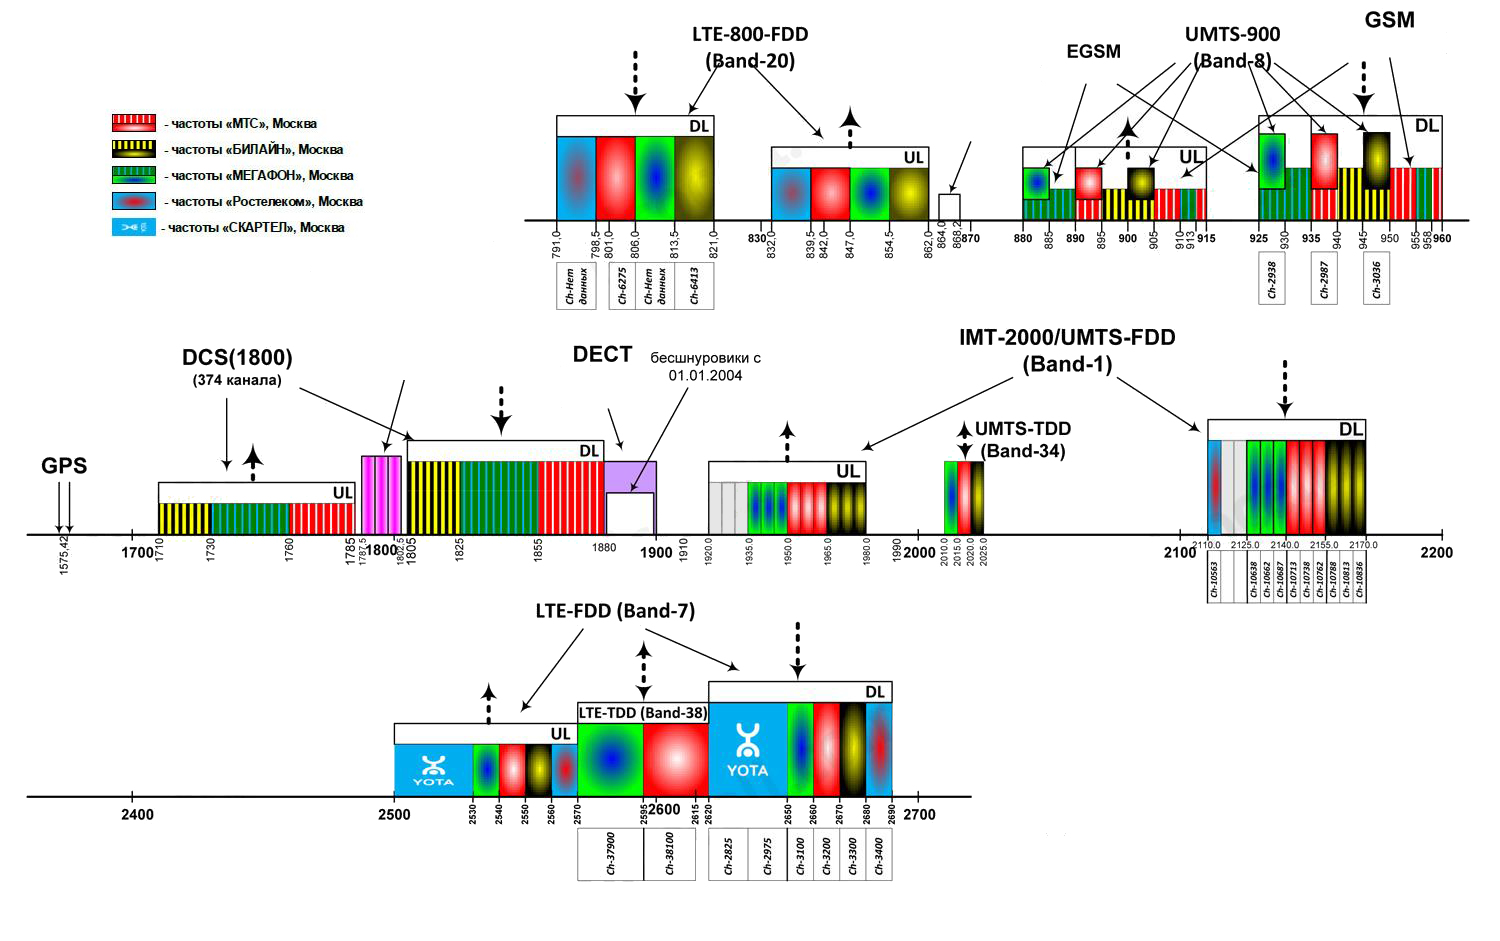 LTE-800-FDD
(Band-20)
EGSM
UMTS-900
(Band-8)
GSM
- частоты «МТС», Москва
- частоты «БИЛАЙН», Москва
- частоты «МЕГАФОН», Москва
- частоты «Ростелеком», Москва
- частоты «СКАРТЕЛ», Москва
DL
UL
UL
DL
791,0
798,5
801,0
806,0
813,5
821,0
830
832,0
839,5
842,0
847,0
854,5
862,0
864,0
868,2
870
880
885
890
895
900
905
910
913
915
925
930
935
940
945
950
955
958
960
Ch-Нет
данных
Ch-6275
Ch-Нет
данных
Ch-6413
Ch-2938
Ch-2987
Ch-3036
DCS(1800)
(374 канала)
DECT
бесшнуровики с
01.01.2004
IMT-2000/UMTS-FDD
(Band-1)
GPS
UL
DL
UL
UMTS-TDD
(Band-34)
DL
1575,42
1700
1710
1730
1760
1785
1787,5
1800
1802,5
1805
1825
1855
1880
1900
1910
1920.0
1935.0
1950.0
1965.0
1980.0
1990
2000
2010.0
2015.0
2020.0
2025.0
2100
2110.0
2125.0
2140.0
2155.0
2170.0
2200
Ch-10563
Ch-10638
Ch-10662
Ch-10687
Ch-10713
Ch-10738
Ch-10762
Ch-10788
Ch-10813
Ch-10836
LTE-FDD (Band-7)
UL
LTE-TDD (Band-38)
DL
YOTA
YOTA
2400
2500
2530
2540
2550
2560
2570
2595
2600
2615
2620
2650
2660
2670
2680
2690
2700
Ch-37900
Ch-38100
Ch-2825
Ch-2975
Ch-3100
Ch-3200
Ch-3300
Ch-3400